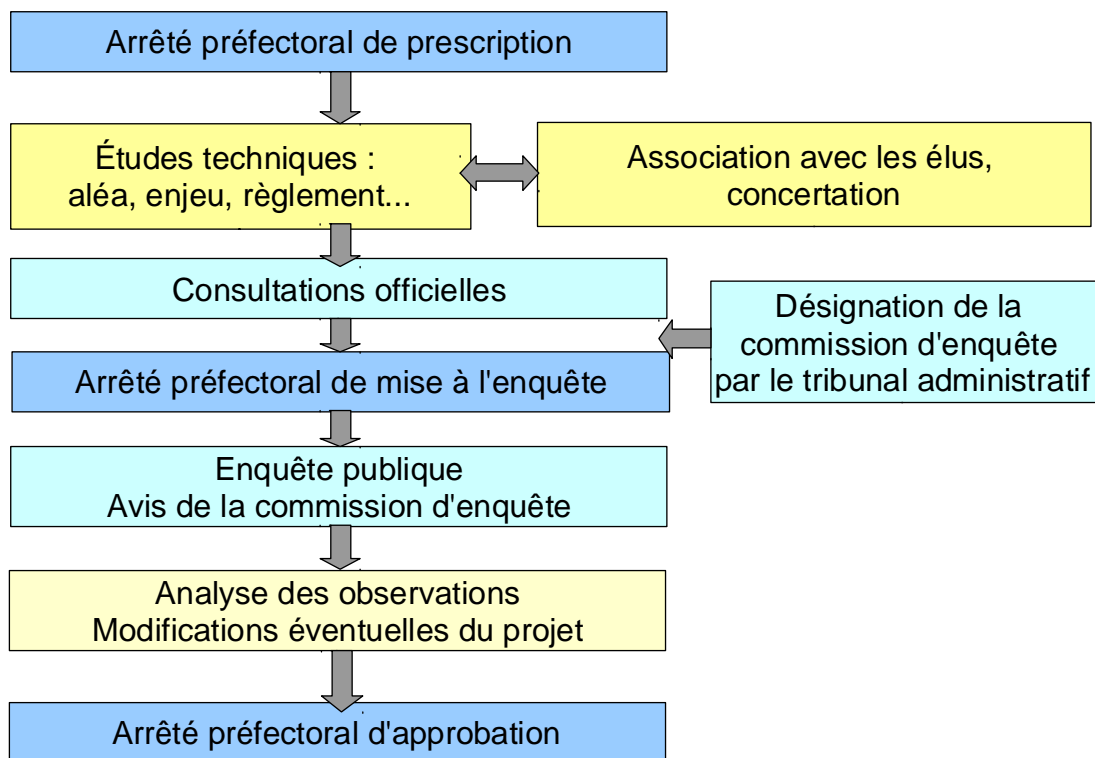 Arrêté préfectoral de prescription
Études techniques :
aléa, enjeu, règlement...
Association avec les élus,
concertation
Consultations officielles
Désignation de la
commission d'enquête
par le tribunal administratif
Arrêté préfectoral de mise à l'enquête
Enquête publique
Avis de la commission d'enquête
Analyse des observations
Modifications éventuelles du projet
Arrêté préfectoral d'approbation